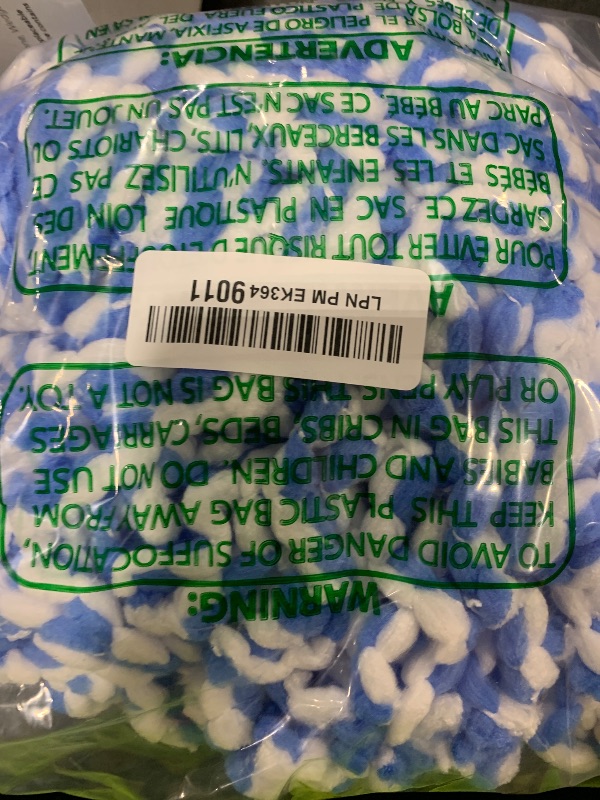 WARNING:
TO AVOID DANGER OF SUFFOCATION,
KEEP THIS PLASTIC BAG AWAY FROM
BABIES AND CHILDREN. DO NOT USE
THIS BAG IN CRIBS, BEDS, CARRIAGES
OR PLAY PENS. THIS BAG IS NOT A TOY.
LPN PM EK364 9011
POUR ÉVITER TOUT RISQUE
GARDEZ CE SAC EN PLASTIQUE LOIN DES
BÉBÉS ET LES ENFANTS. N'UTILISEZ PAS CE
SAC DANS LES BERCEAUX, LITS, CHARIOTS OU
PARC AU BÉBÉ. CE SAC N'EST PAS UN JOUET.
ADVERTENCIA:
EL PELIGRO DE ASFIXIA, 
BOLSA DE PLASTICO FUERA DEL